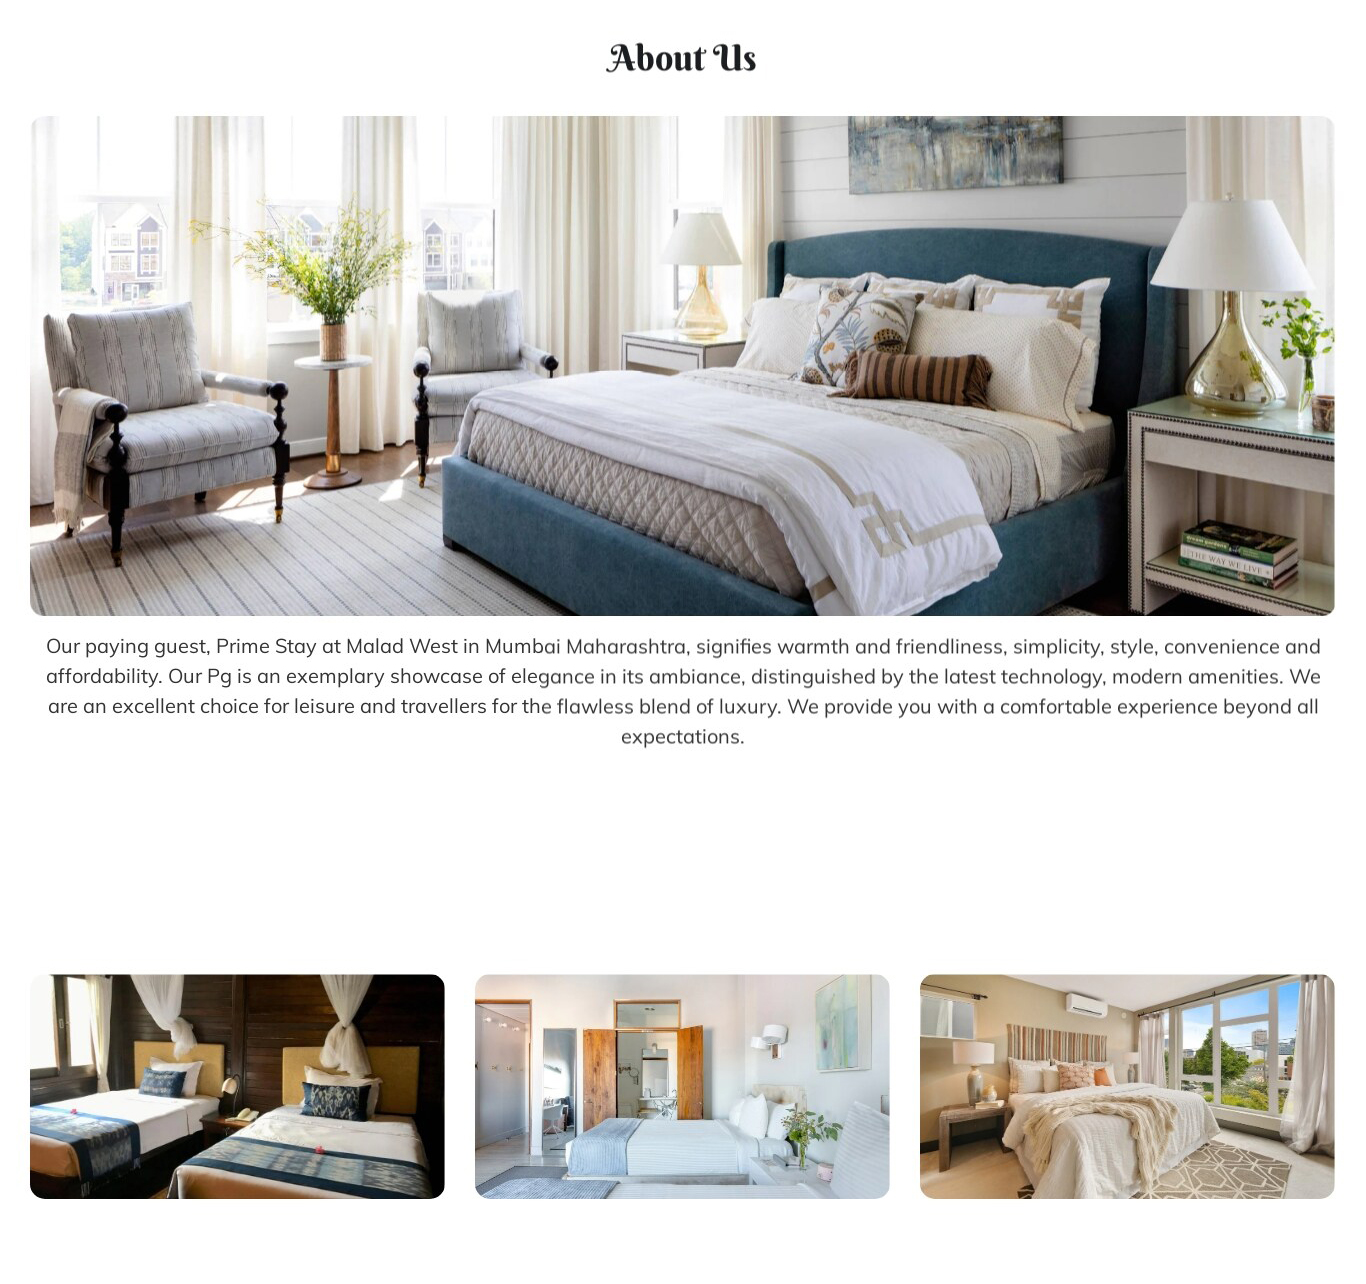 About Us
THE WAY WE LIVE
Our paying guest, Prime Stay at Malad West in Mumbai Maharashtra, signifies warmth and friendliness, simplicity, style, convenience and
affordability. Our Pg is an exemplary showcase of elegance in its ambiance, distinguished by the latest technology, modern amenities. We
are an excellent choice for leisure and travellers for the flawless blend of luxury. We provide you with a comfortable experience beyond all
expectations.